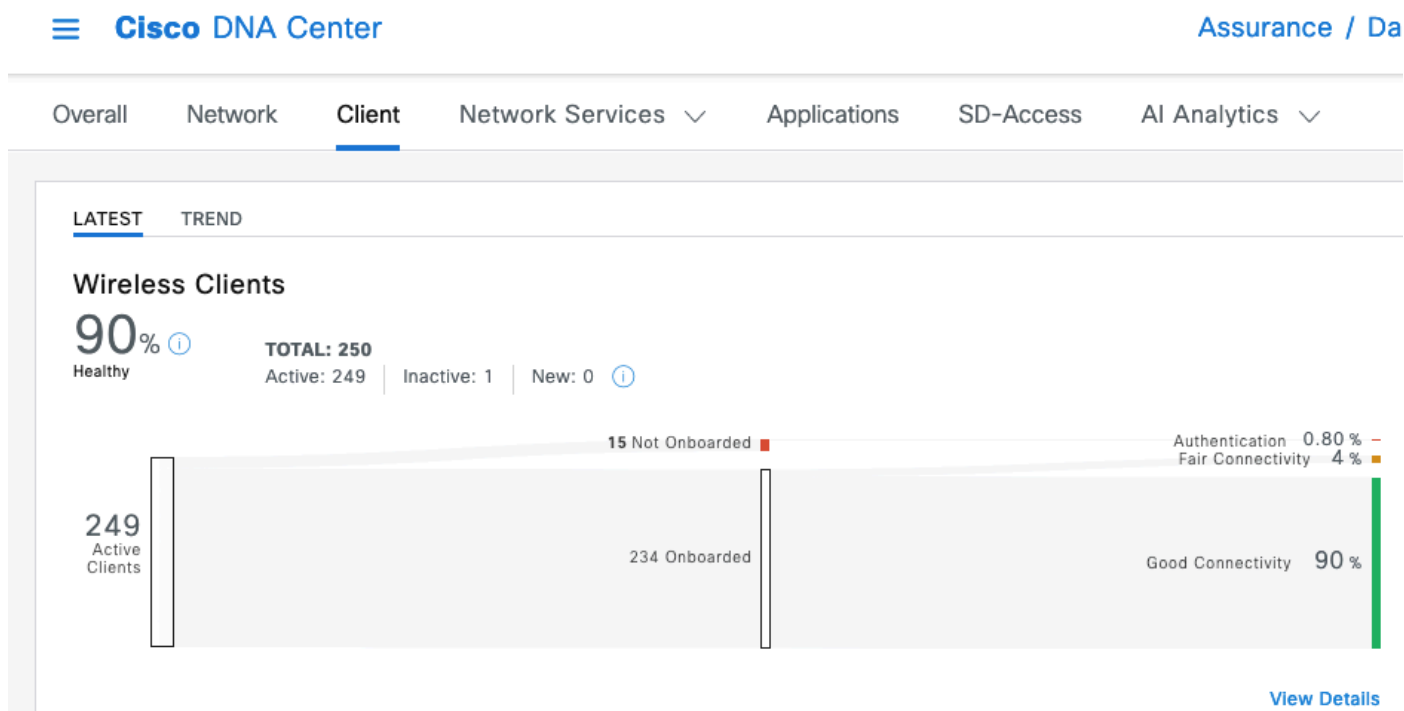 Cisco DNA Center Assurance / Da
Overall Network Client Network Services Applications SD-Access AI Analytics
LATEST TREND
Wireless Clients
90%
Healthy
TOTAL: 250
Active: 249 Inactive: 1 New: 0
249
Active
Clients
15 Not Onboarded
234 Onboarded
Authentication 0.80 %
Fair Connectivity 4 %
Good Connectivity 90 %
View Details